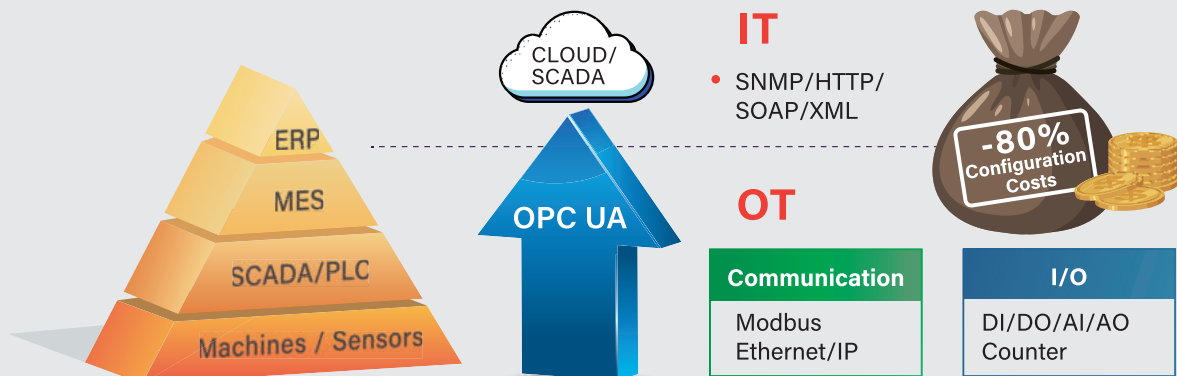 ERP
MES
SCADA/PLC
Machines / Sensors
CLOUD/
SCADA
OPC UA
IT
• SNMP/HTTP/
SOAP/XML
OT
Communication
Modbus
Ethernet/IP
I/O
DI/DO/AI/AO
Counter
-80%
Configuration
Costs